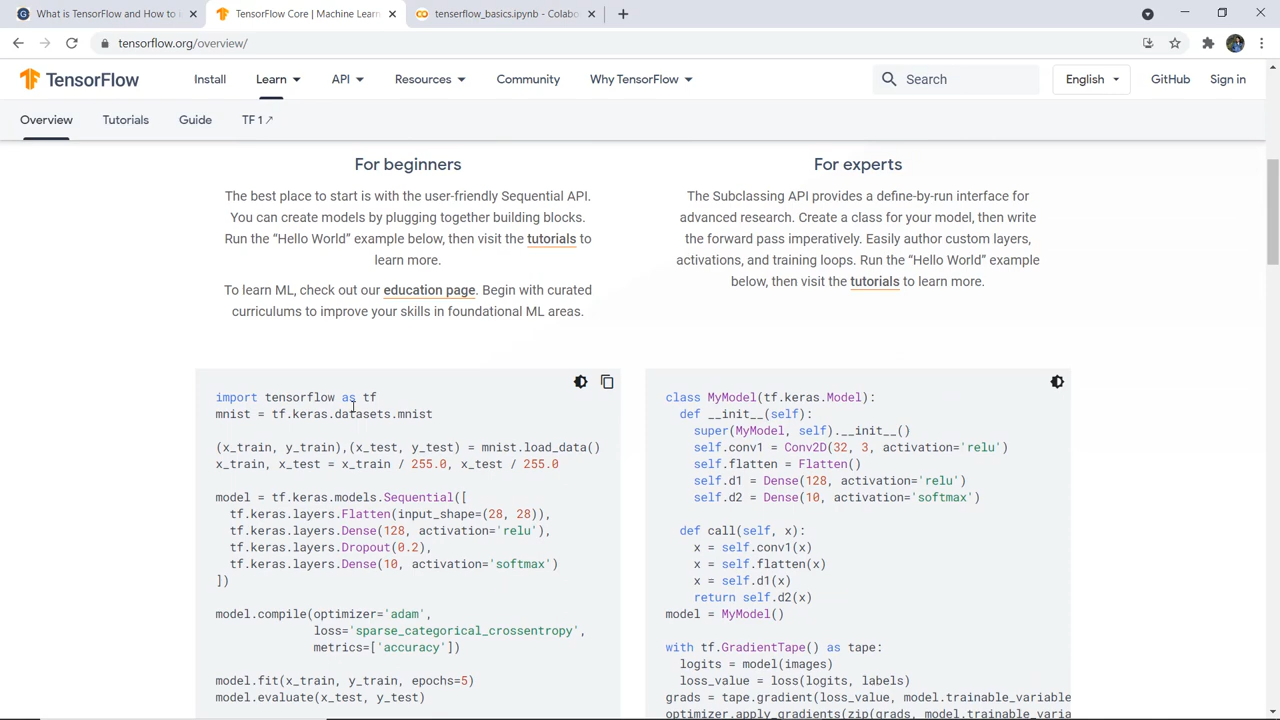 What is TensorFlow and How to
TensorFlow Core | Machine Learn
tenserflow_basics.ipynb - Colabo
tensorflow.org/overview/
TensorFlow
Install
Learn
API
Resources
Community
Why TensorFlow
Search
English
GitHub
Sign in
Overview
Tutorials
Guide
TF 1
For beginners
The best place to start is with the user-friendly Sequential API.
You can create models by plugging together building blocks.
Run the “Hello World” example below, then visit the tutorials to
learn more.
To learn ML, check out our education page. Begin with curated
curriculums to improve your skills in foundational ML areas.
For experts
The Subclassing API provides a define-by-run interface for
advanced research. Create a class for your model, then write
the forward pass imperatively. Easily author custom layers,
activations, and training loops. Run the “Hello World” example
below, then visit the tutorials to learn more.
import tensorflow as tf
mnist = tf.keras.datasets.mnist
(x_train, y_train),(x_test, y_test) = mnist.load_data()
x_train, x_test = x_train / 255.0, x_test / 255.0
model = tf.keras.models.Sequential([
  tf.keras.layers.Flatten(input_shape=(28, 28)),
  tf.keras.layers.Dense(128, activation='relu'),
  tf.keras.layers.Dropout(0.2),
  tf.keras.layers.Dense(10, activation='softmax')
])
model.compile(optimizer='adam',
              loss='sparse_categorical_crossentropy',
              metrics=['accuracy'])
model.fit(x_train, y_train, epochs=5)
model.evaluate(x_test, y_test)
class MyModel(tf.keras.Model):
  def __init__(self):
    super(MyModel, self).__init__()
    self.conv1 = Conv2D(32, 3, activation='relu')
    self.flatten = Flatten()
    self.d1 = Dense(128, activation='relu')
    self.d2 = Dense(10, activation='softmax')
  def call(self, x):
    x = self.conv1(x)
    x = self.flatten(x)
    x = self.d1(x)
    return self.d2(x)
model = MyModel()
with tf.GradientTape() as tape:
  logits = model(images)
  loss_value = loss(logits, labels)
grads = tape.gradient(loss_value, model.trainable_variable
optimizer.apply_gradients(zip(grads, model.trainable_varia